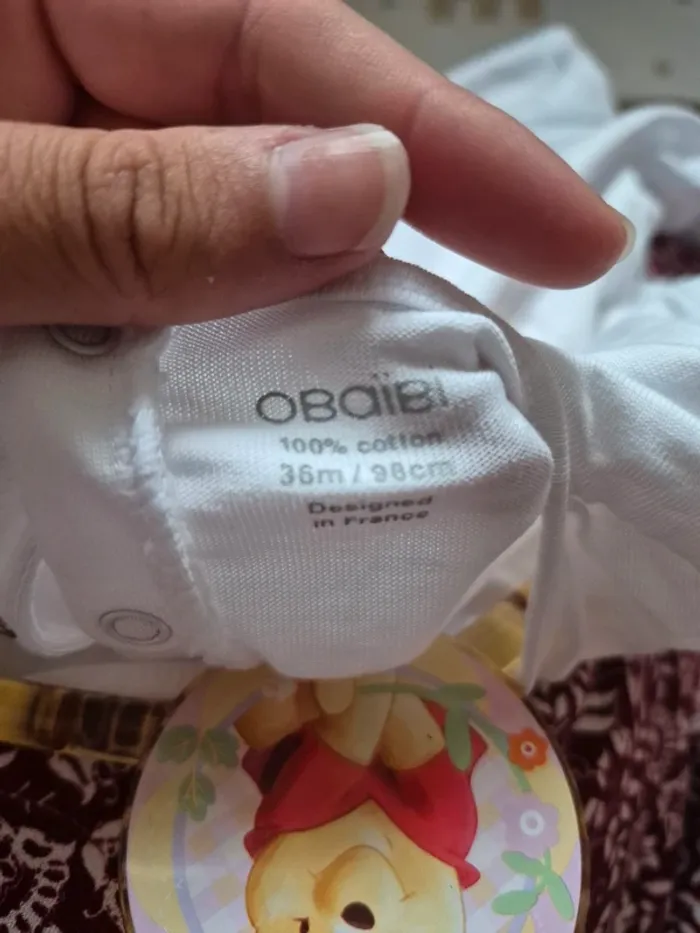 OBaïBi
100% cotton
36m / 98cm
Designed
in France